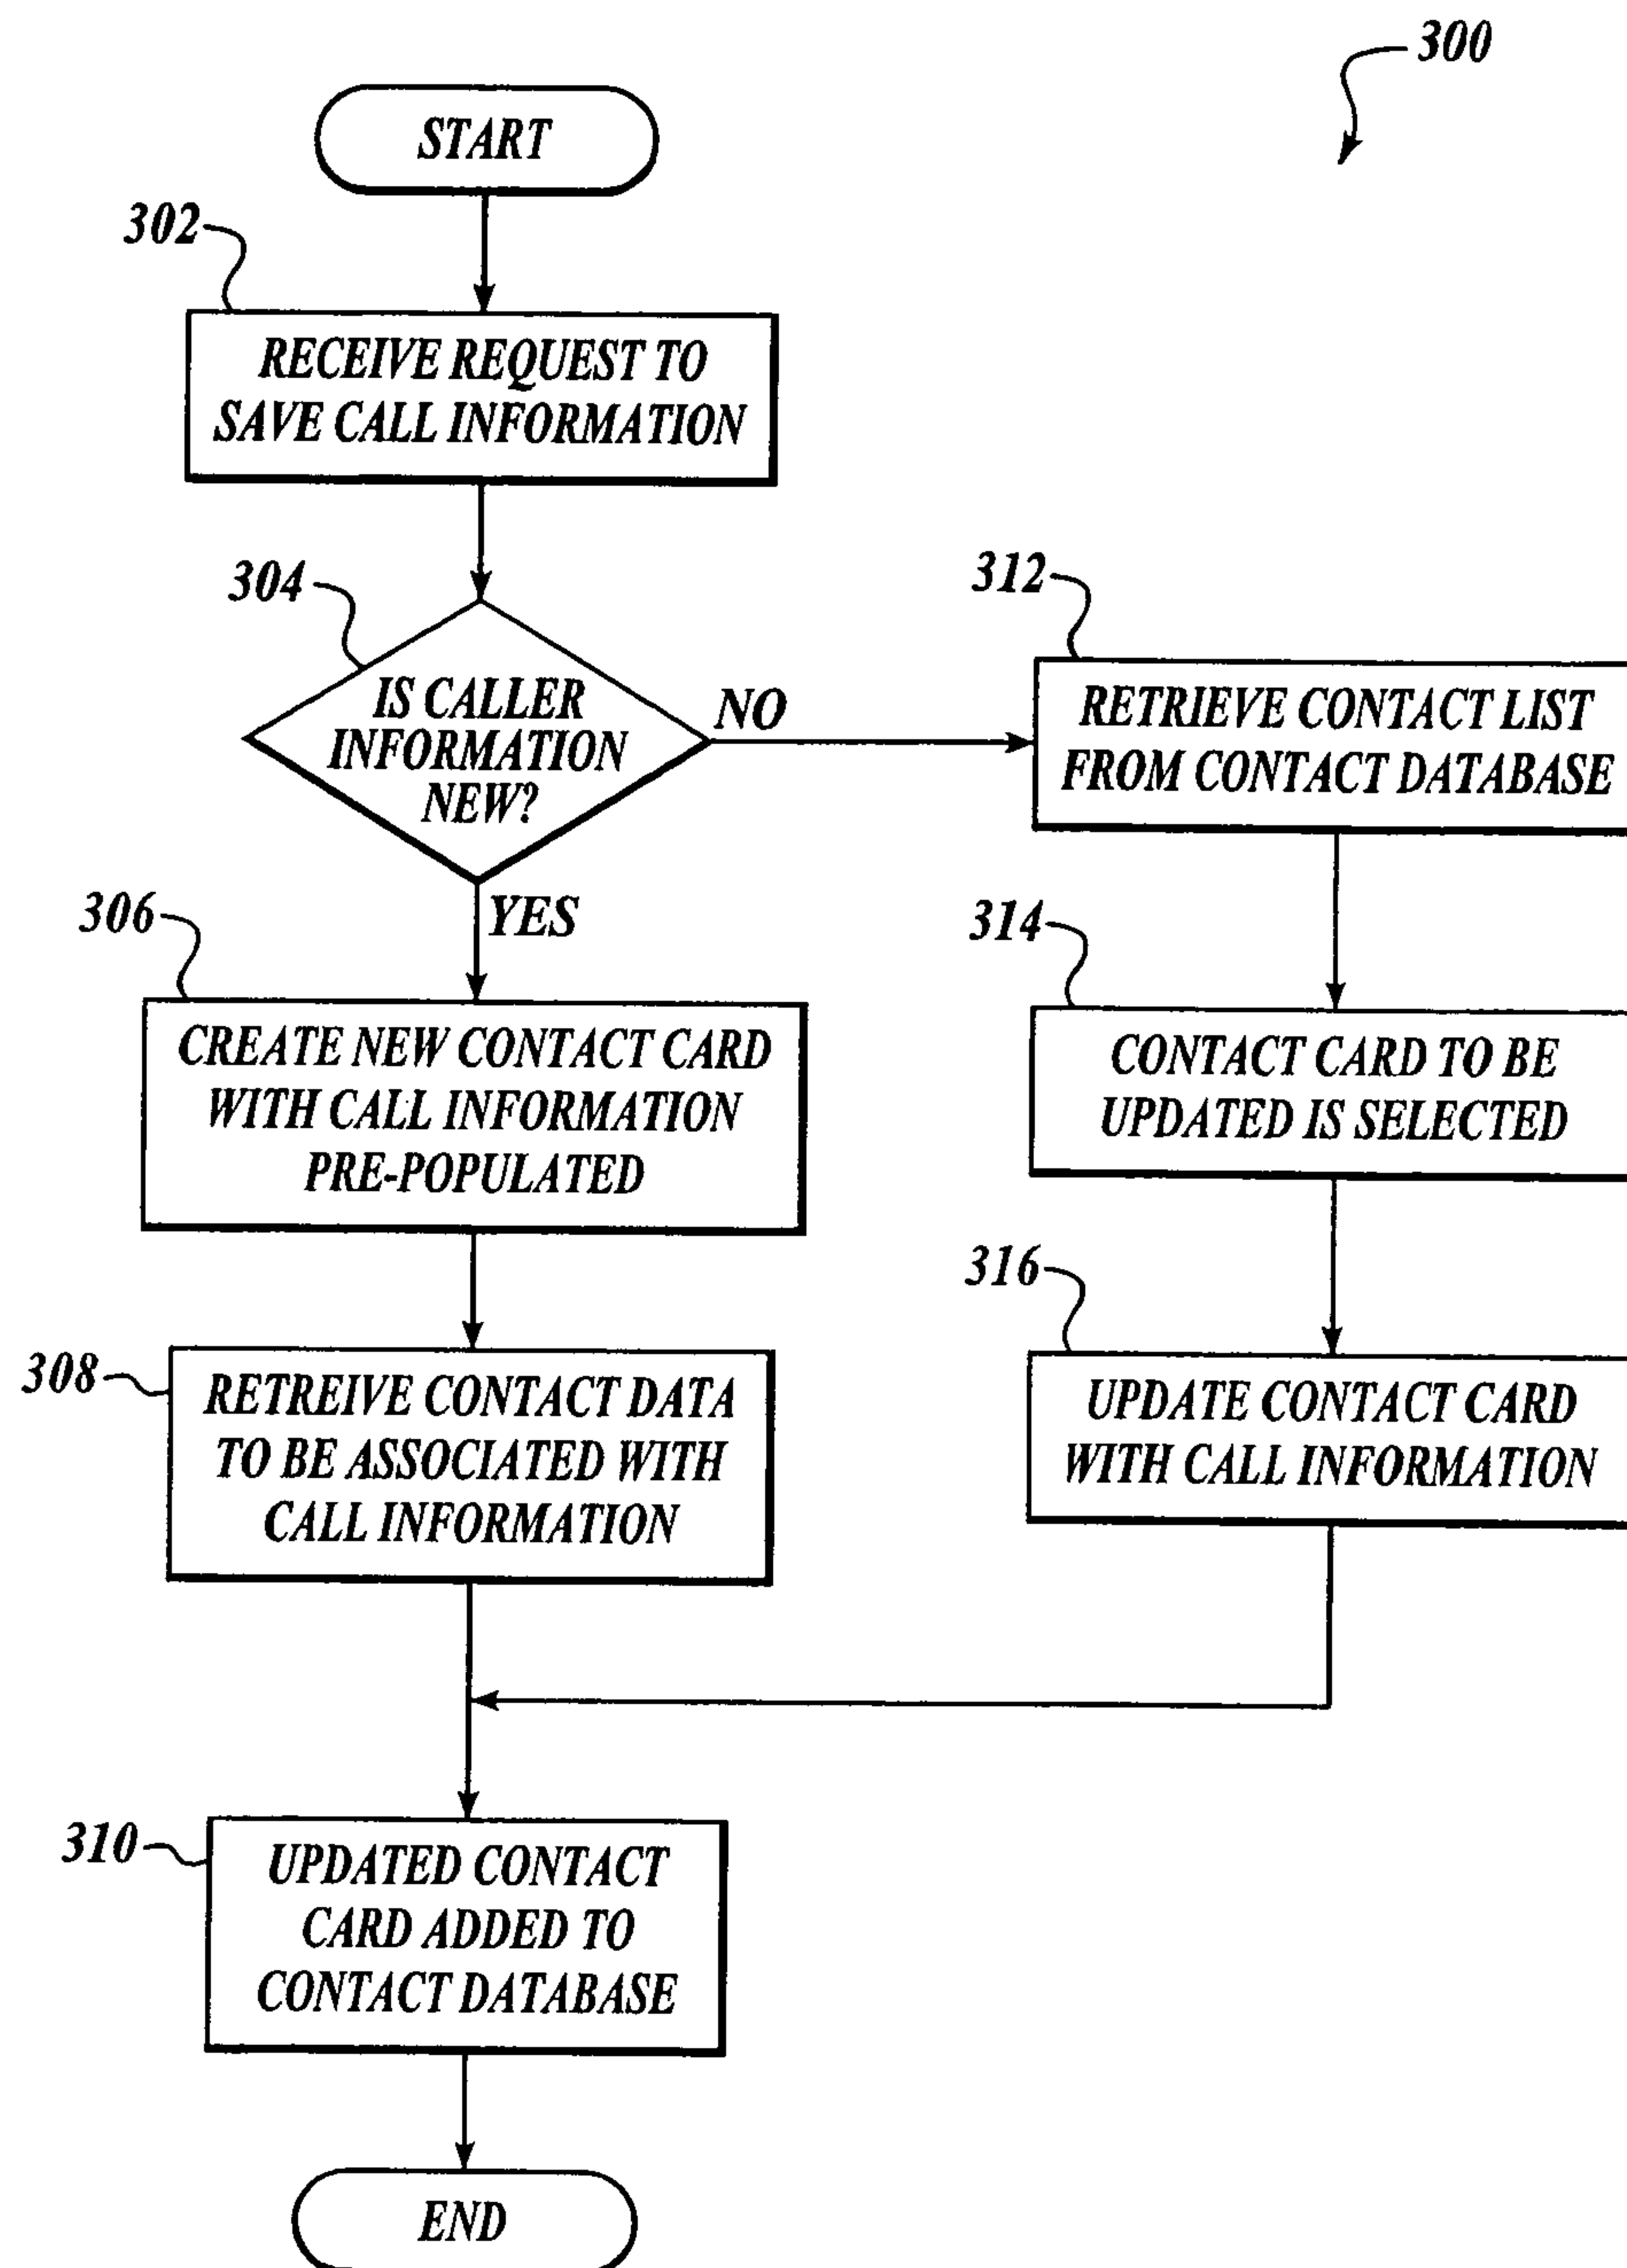 300
START
302
RECEIVE REQUEST TO
SAVE CALL INFORMATION
304
IS CALLER
INFORMATION
NEW?
NO
YES
312
RETRIEVE CONTACT LIST
FROM CONTACT DATABASE
306
CREATE NEW CONTACT CARD
WITH CALL INFORMATION
PRE-POPULATED
314
CONTACT CARD TO BE
UPDATED IS SELECTED
308
RETREIVE CONTACT DATA
TO BE ASSOCIATED WITH
CALL INFORMATION
316
UPDATE CONTACT CARD
WITH CALL INFORMATION
310
UPDATED CONTACT
CARD ADDED TO
CONTACT DATABASE
END